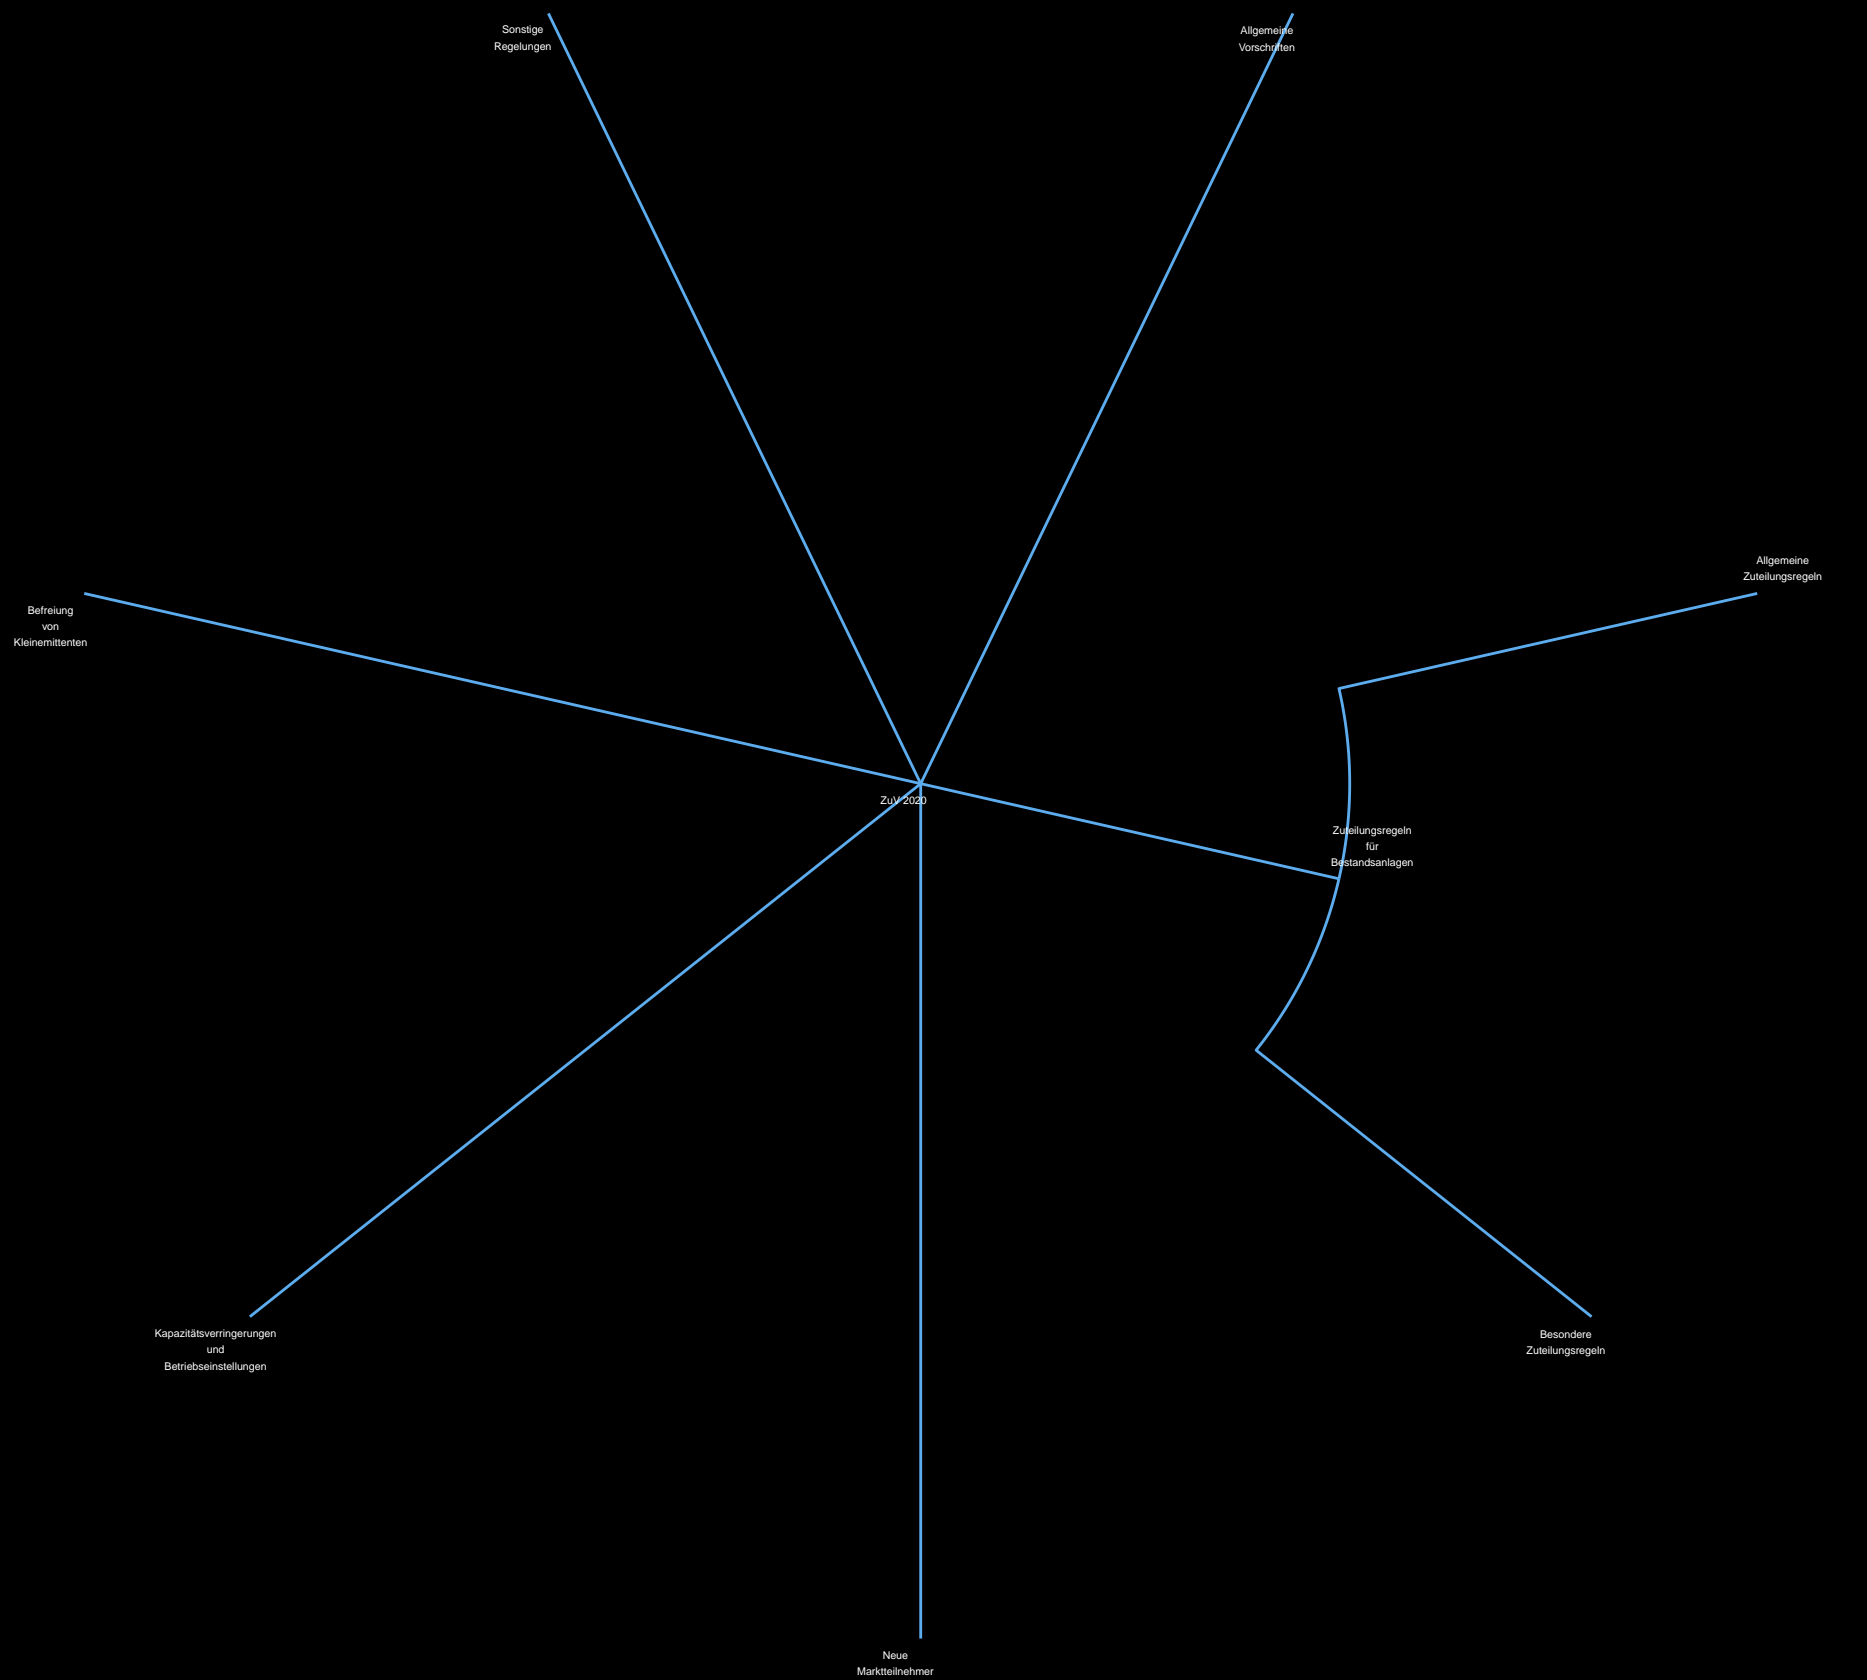 Sonstige
Regelungen
Allgemeine
Vorschriften
Allgemeine
Zuteilungsregeln
Befreiung
von
Kleinemittenten
ZuV 2020
Zuteilungsregeln
für
Bestandsanlagen
Kapazitätsverringerungen
und
Betriebseinstellungen
Besondere
Zuteilungsregeln
Neue
Marktteilnehmer